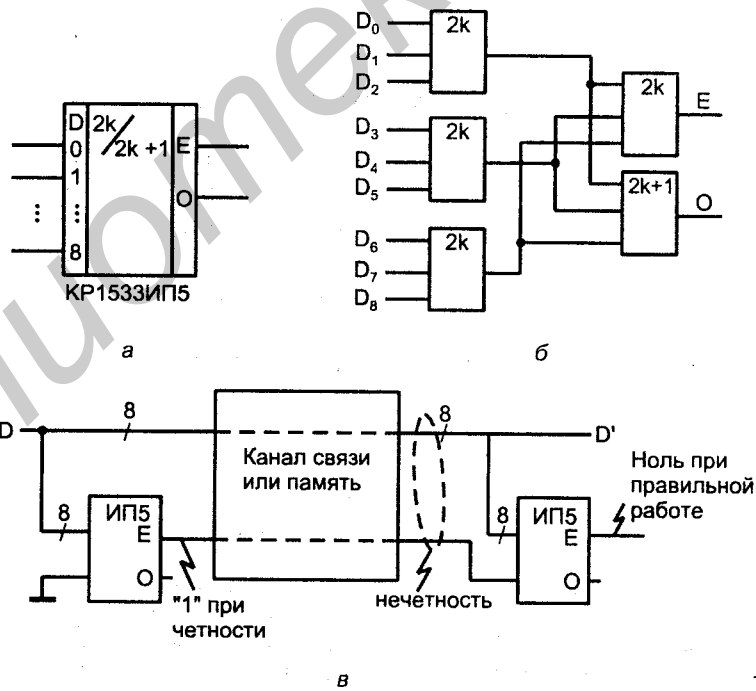 D₀
D₁
D₂
2k
2k
E
D 2k/2k +1 E
0
1
O
...
...
8
КР1533ИП5
D₃
D₄
D₅
2k
2k+1
O
D₆
D₇
D₈
2k
а
б
D
8
Канал связи
или память
8
D'
8
ИП5
E
O
"1" при
четности
нечетность
8
ИП5
E
O
Ноль при
правильной
работе
в